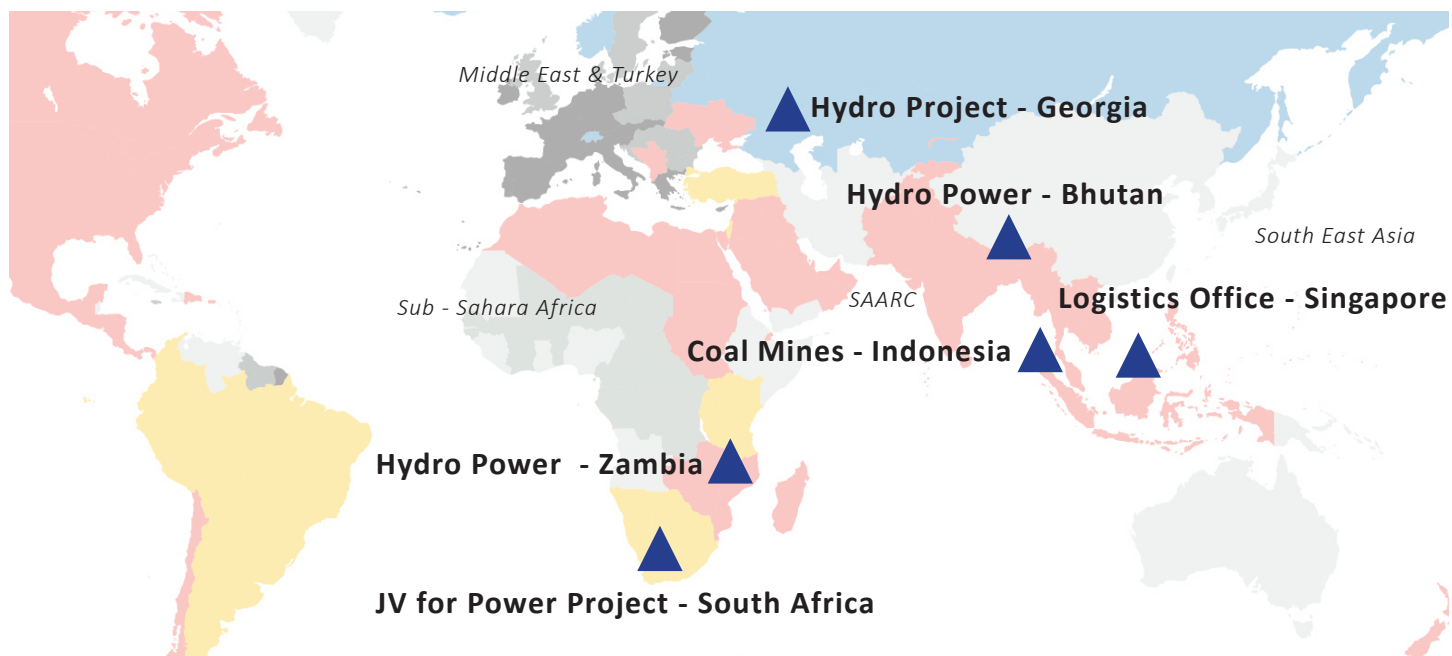 Middle East & Turkey
Hydro Project - Georgia
Hydro Power - Bhutan
South East Asia
Sub - Sahara Africa
SAARC
Logistics Office - Singapore
Coal Mines - Indonesia
Hydro Power - Zambia
JV for Power Project - South Africa